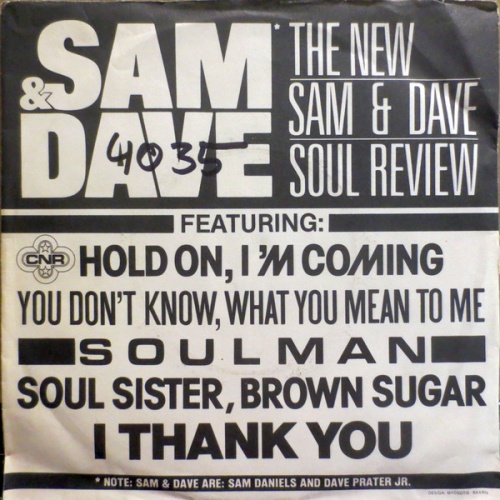 SAM *
& DAVE
4035
THE NEW
SAM & DAVE
SOUL REVIEW
FEATURING:
CNR
HOLD ON, I'M COMING
YOU DON'T KNOW, WHAT YOU MEAN TO ME
SOUL MAN
SOUL SISTER, BROWN SUGAR
I THANK YOU
* NOTE: SAM & DAVE ARE: SAM DANIELS AND DAVE PRATER JR.